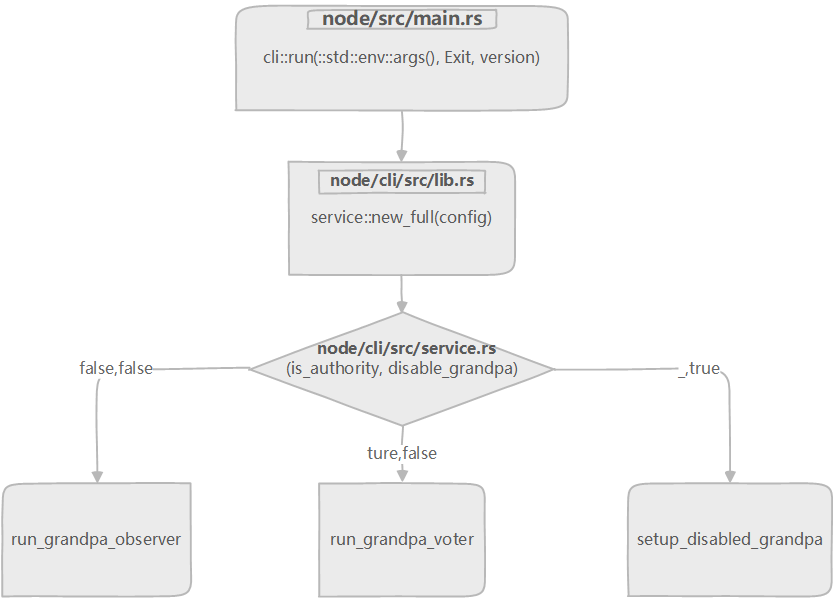 node/src/main.rs
cli::run(::std::env::args(), Exit, version)
node/cli/src/lib.rs
service::new_full(config)
node/cli/src/service.rs
(is_authority, disable_grandpa)
false,false
_,true
ture,false
run_grandpa_observer
run_grandpa_voter
setup_disabled_grandpa